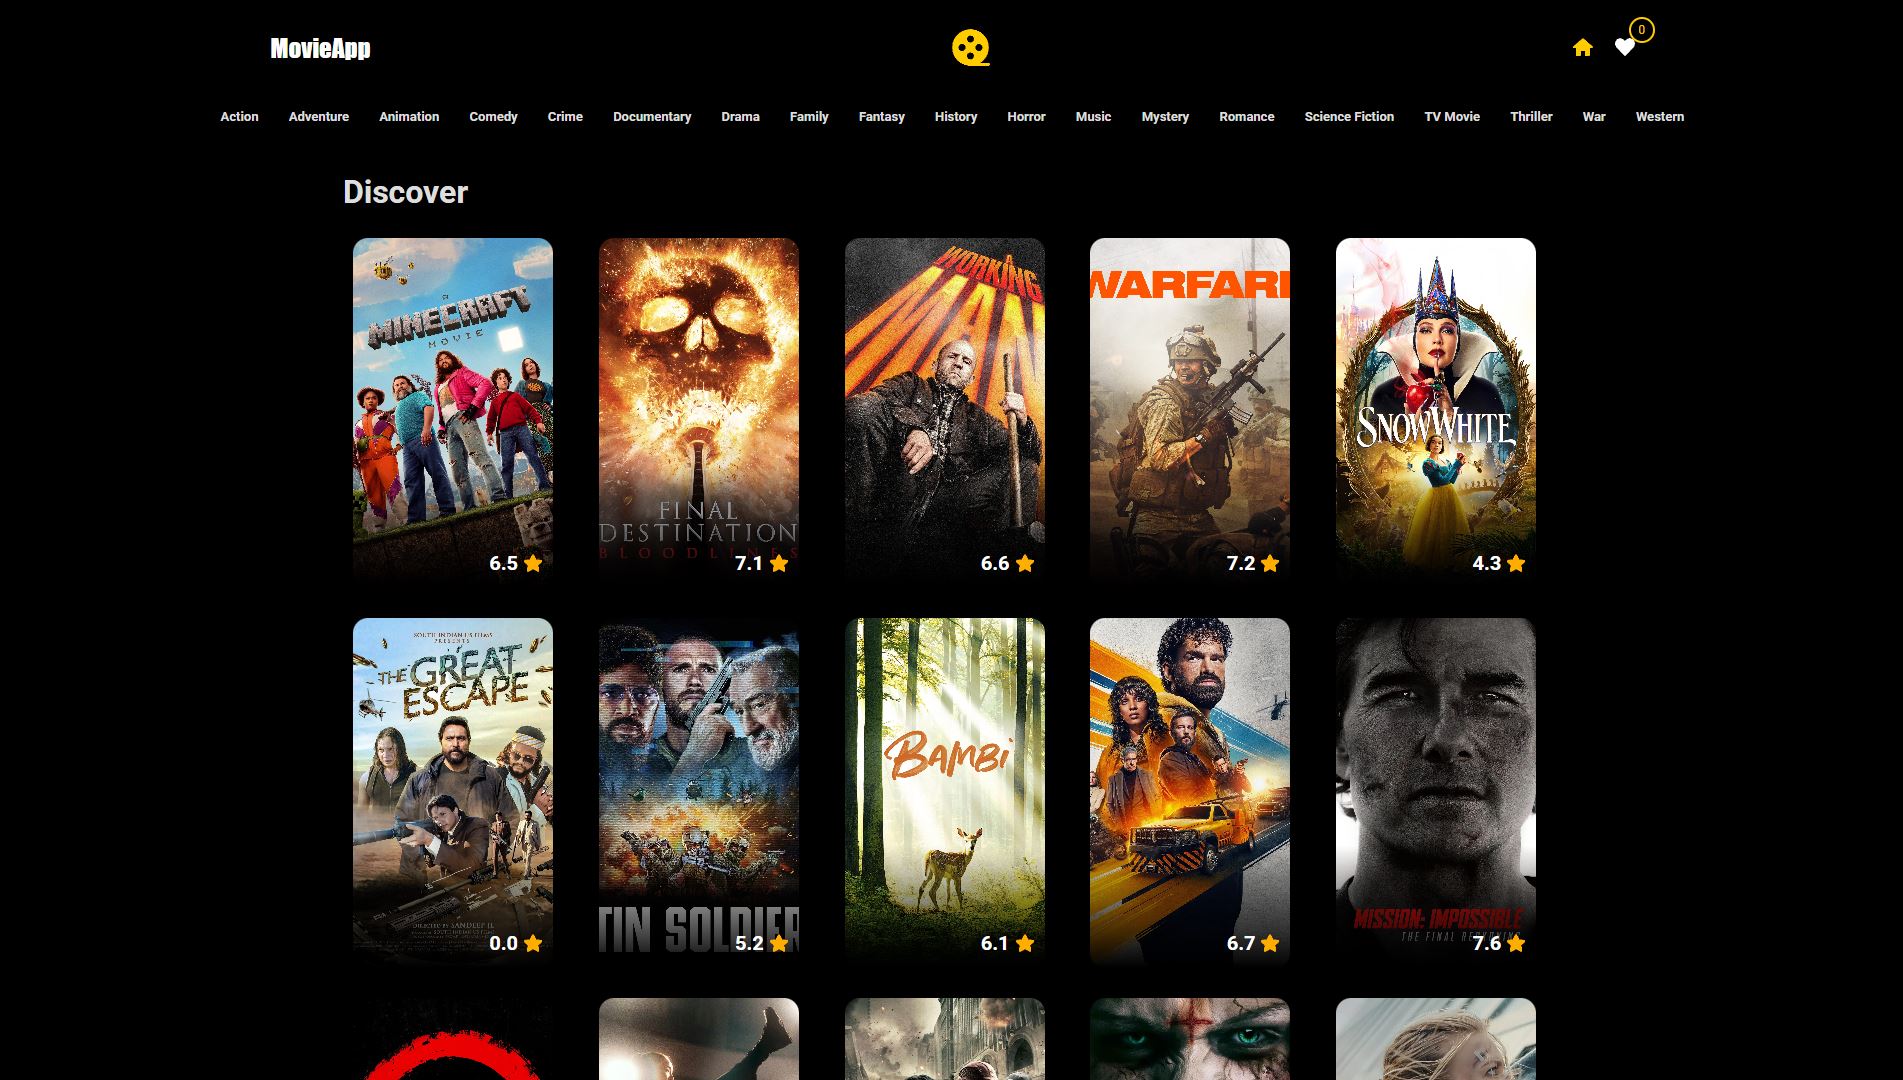 MovieApp
0
Action Adventure Animation Comedy Crime Documentary Drama Family Fantasy History Horror Music Mystery Romance Science Fiction TV Movie Thriller War Western
Discover
A
MINECRAFT
MOVIE
6.5
FINAL
DESTINATION
BLOODLINES
7.1
A
WORKING
MAN
6.6
WARFARE
7.2
SNOW WHITE
4.3
SOUTH INDIAN US FILMS
PRESENTS
THE GREAT
ESCAPE
DIRECTED BY SANDEEP JL
0.0
TIN SOLDIER
5.2
BAMBI
6.1
6.7
MISSION: IMPOSSIBLE
THE FINAL RECKONING
7.6